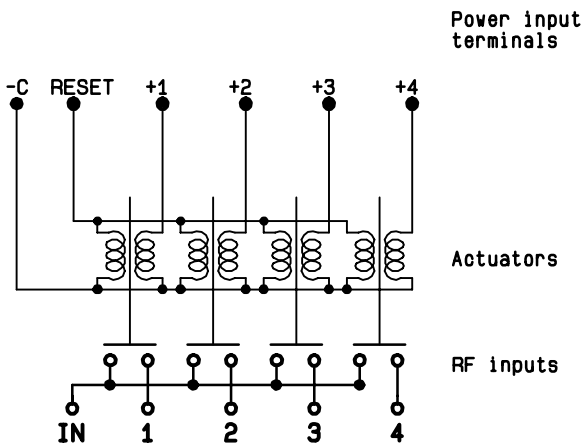 Power input
terminals
-C RESET +1 +2 +3 +4
Actuators
RF inputs
IN 1 2 3 4